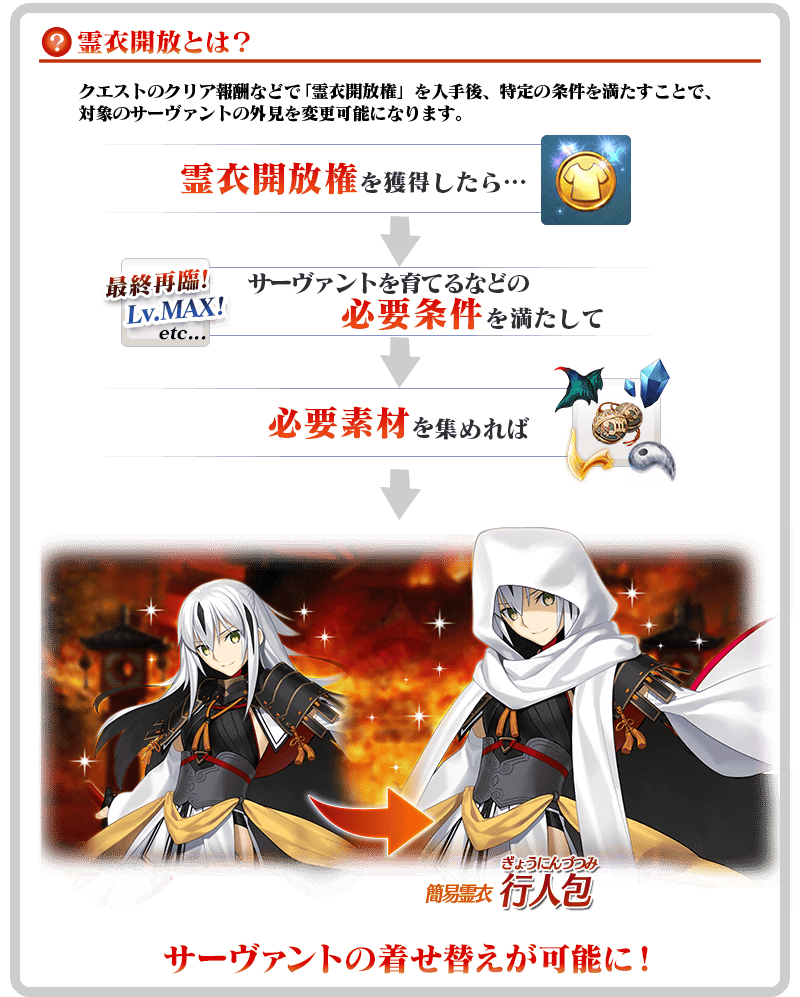 ? 霊衣開放とは?
クエストのクリア報酬などで「霊衣開放権」を入手後、特定の条件を満たすことで、
対象のサーヴァントの外見を変更可能になります。
霊衣開放権を獲得したら…
最終再臨!
Lv.MAX!
etc...
サーヴァントを育てるなどの
必要条件を満たして
必要素材を集めれば
ぎょうにんづつみ
簡易霊衣 行人包
サーヴァントの着せ替えが可能に!